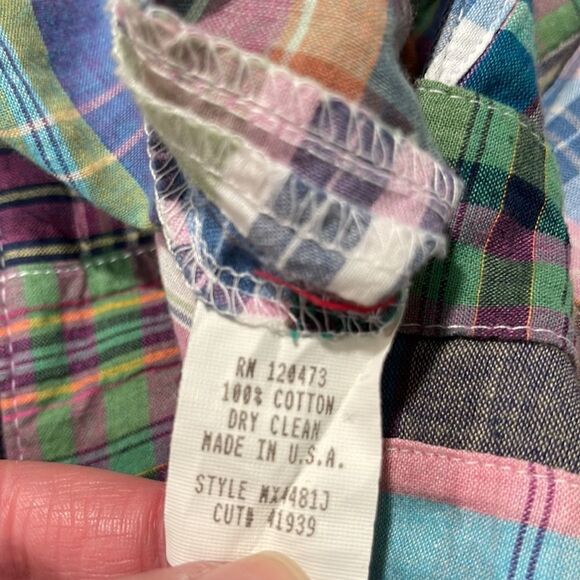 RN 120473
100% COTTON
DRY CLEAN
MADE IN U.S.A.
STYLE MX4481J
CUT# 41939